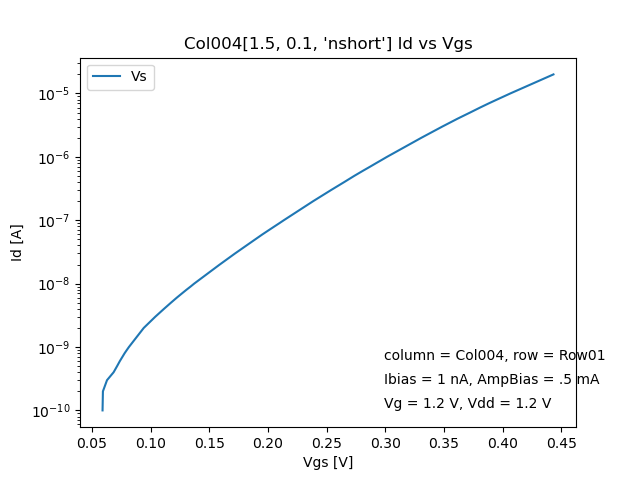 Col004[1.5, 0.1, 'nshort'] Id vs Vgs
Vs
10⁻⁵
10⁻⁶
10⁻⁷
10⁻⁸
10⁻⁹
10⁻¹⁰
Id [A]
column = Col004, row = Row01
Ibias = 1 nA, AmpBias = .5 mA
Vg = 1.2 V, Vdd = 1.2 V
0.05 0.10 0.15 0.20 0.25 0.30 0.35 0.40 0.45
Vgs [V]